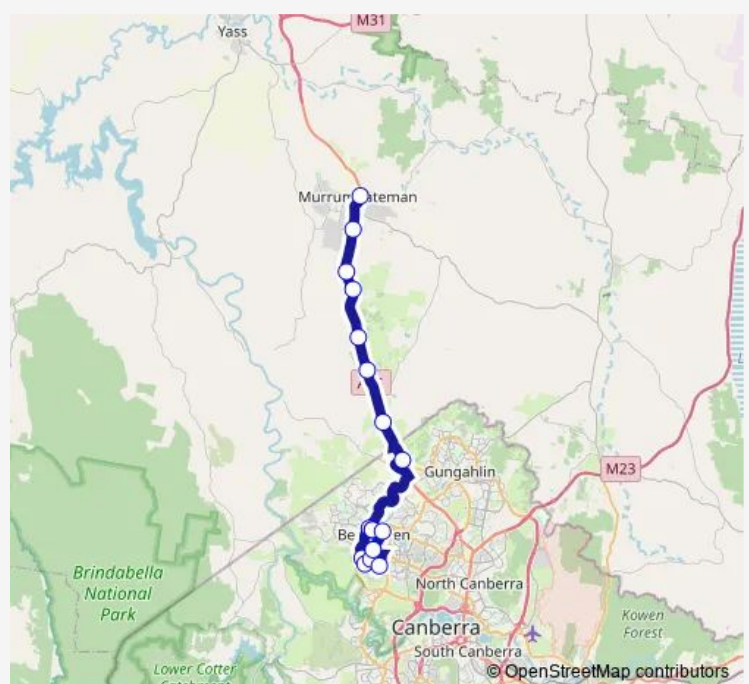 M31
Yass
Murrumbateman
M23
Gungahlin
Belconnen
Brindabella
National
Park
North Canberra
Canberra
South Canberra
Kowen
Forest
Lower Cotter
© OpenStreetMap contributors